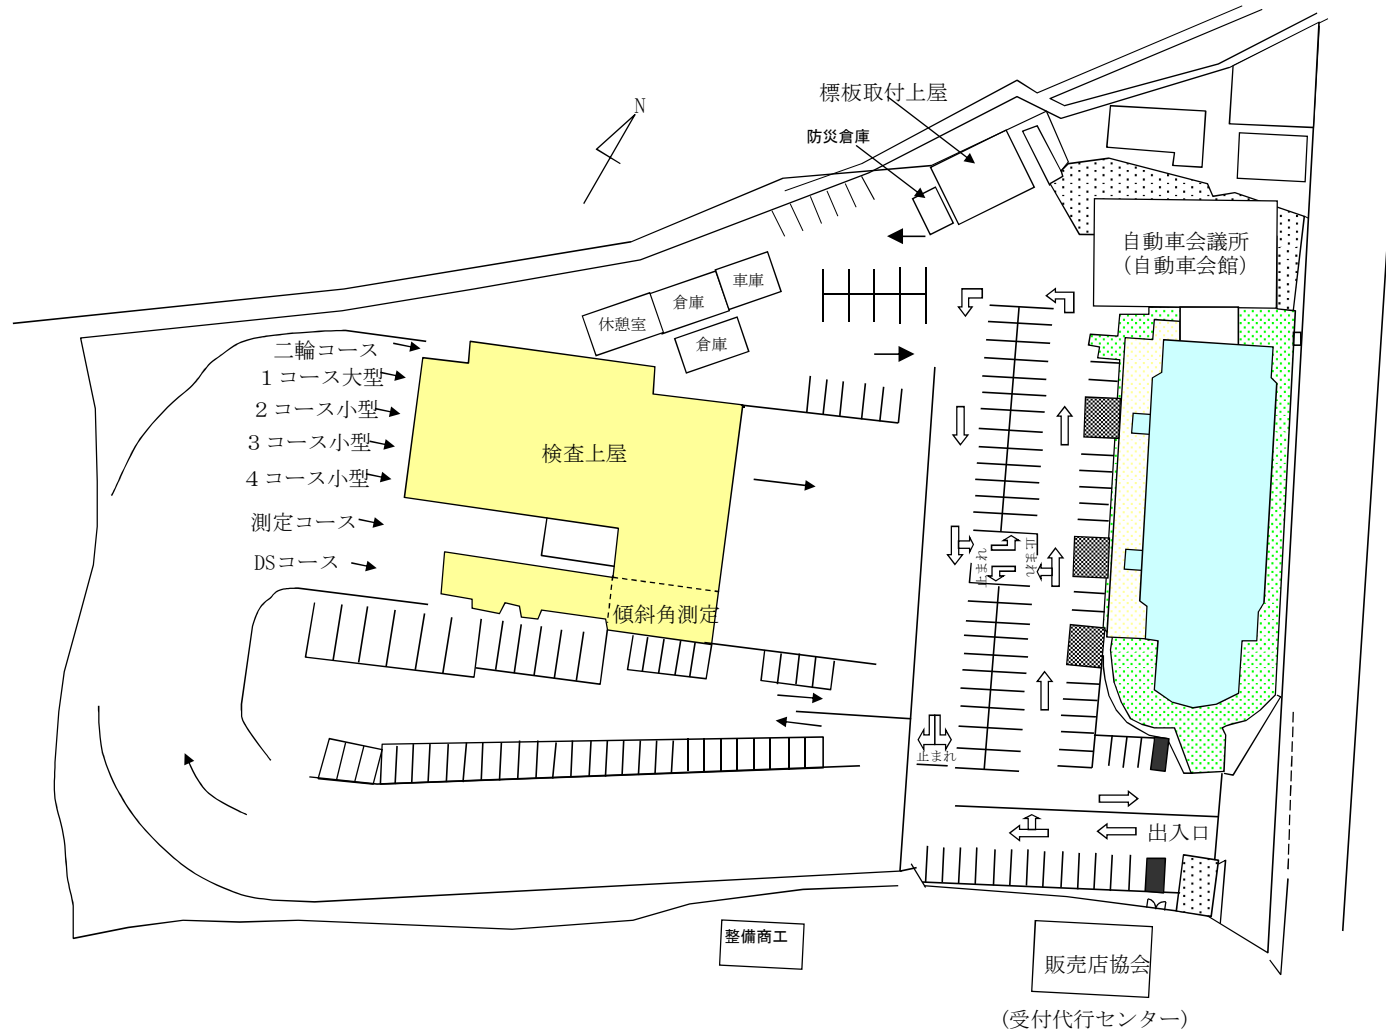 標板取付上屋
N
防災倉庫
自動車会議所
(自動車会館)
車庫
倉庫
休憩室
倉庫
二輪コース
1コース大型
2コース小型
3コース小型
4コース小型
測定コース
DSコース
検査上屋
傾斜角測定
止まれ
止まれ
止まれ
出入口
整備商工
販売店協会
(受付代行センター)